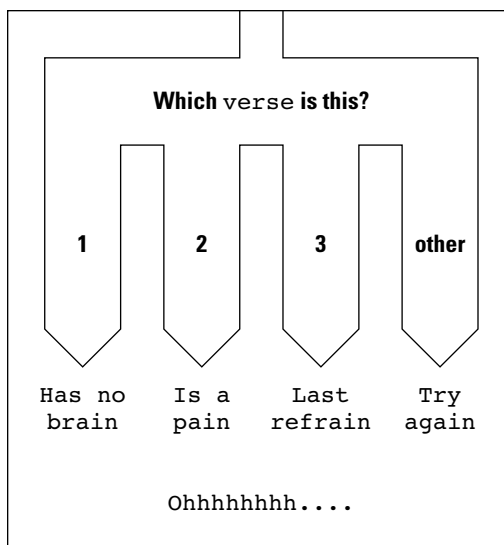 Which verse is this?
1 2 3 other
Has no Is a Last Try
brain pain refrain again
Ohhhhhhhh....